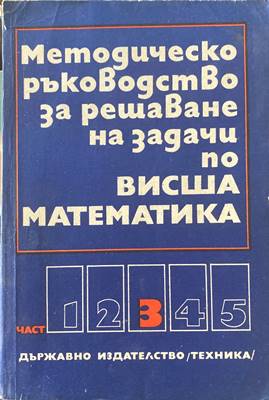 Методическо
ръководство
за решаване
на задачи
по
ВИСША
МАТЕМАТИКА
ЧАСТ 1 2 3 4 5
ДЪРЖАВНО ИЗДАТЕЛСТВО /ТЕХНИКА/